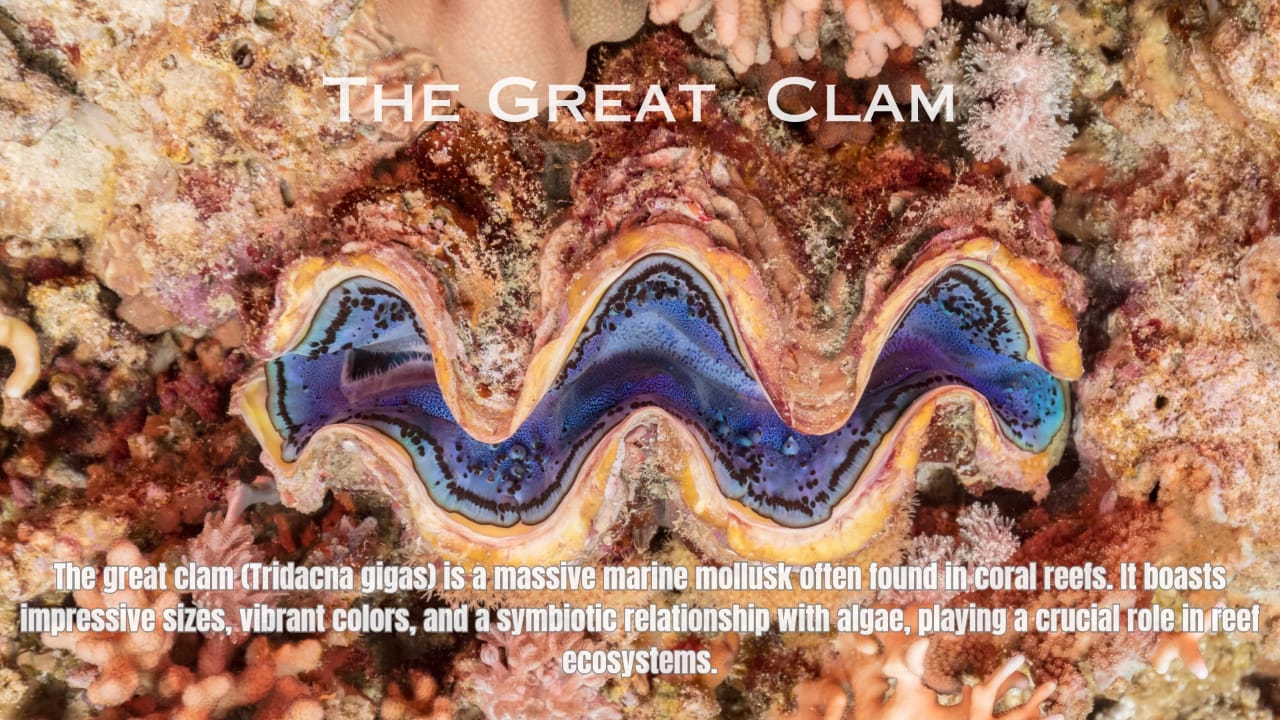 The Great Clam
The great clam (Tridacna gigas) is a massive marine mollusk often found in coral reefs. It boasts
impressive sizes, vibrant colors, and a symbiotic relationship with algae, playing a crucial role in reef
ecosystems.